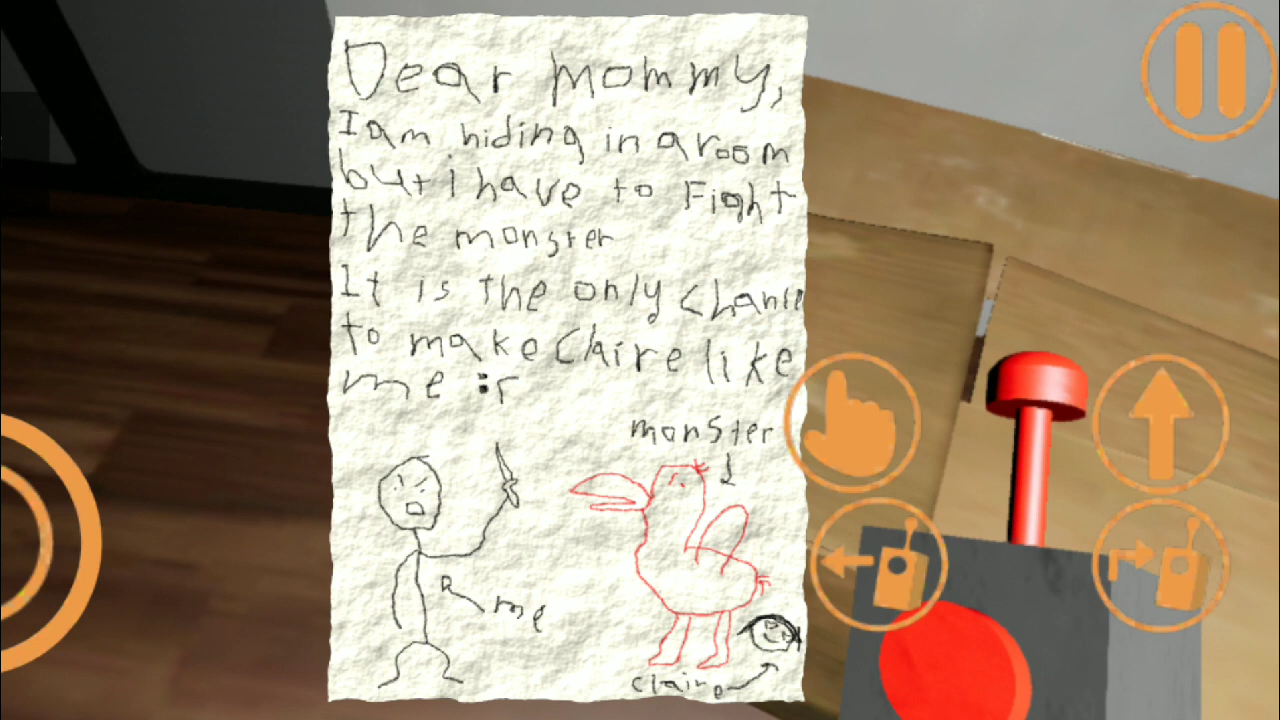 Dear mommy,
I am hiding in a room
but i have to Fight
the monster
It is the only chance
to make Claire like
me :r
monster
me
claire